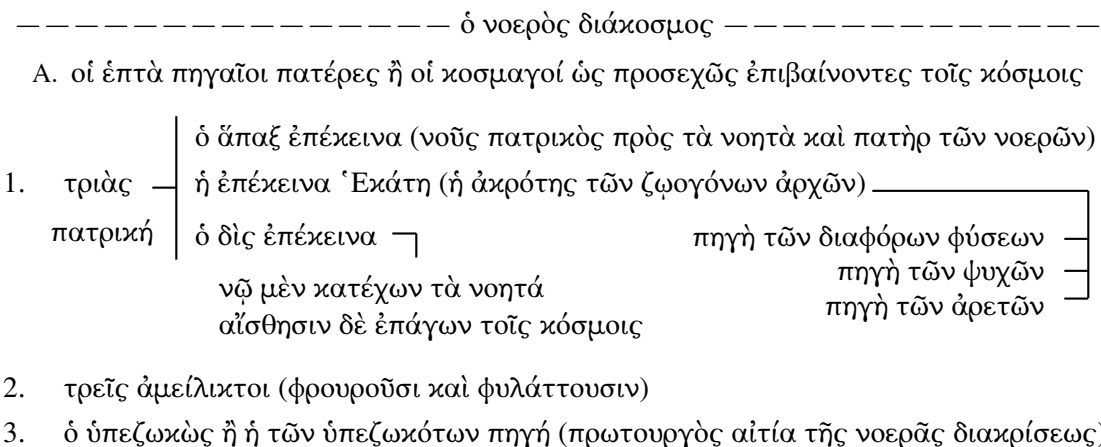 — — — — — — — — — — — — — — — ὁ νοερὸς διάκοσμος — — — — — — — — — — — — —
A. οἱ ἑπτὰ πηγαῖοι πατέρες ἢ οἱ κοσμαγοί ὡς προσεχῶς ἐπιβαίνοντες τοῖς κόσμοις
ὁ ἅπαξ ἐπέκεινα (νοῦς πατρικὸς πρὸς τὰ νοητὰ καὶ πατὴρ τῶν νοερῶν)
1. τριὰς ἡ ἐπέκεινα Ἑκάτη (ἡ ἀκρότης τῶν ζῳογόνων ἀρχῶν)
πατρική ὁ δὶς ἐπέκεινα πηγὴ τῶν διαφόρων φύσεων
πηγὴ τῶν ψυχῶν
νῷ μὲν κατέχων τὰ νοητά
πηγὴ τῶν ἀρετῶν
αἴσθησιν δὲ ἐπάγων τοῖς κόσμοις
2. τρεῖς ἀμείλικτοι (φρουροῦσι καὶ φυλάττουσιν)
3. ὁ ὑπεζωκὼς ἢ ἡ τῶν ὑπεζωκότων πηγή (πρωτουργὸς αἰτία τῆς νοερᾶς διακρίσεως)